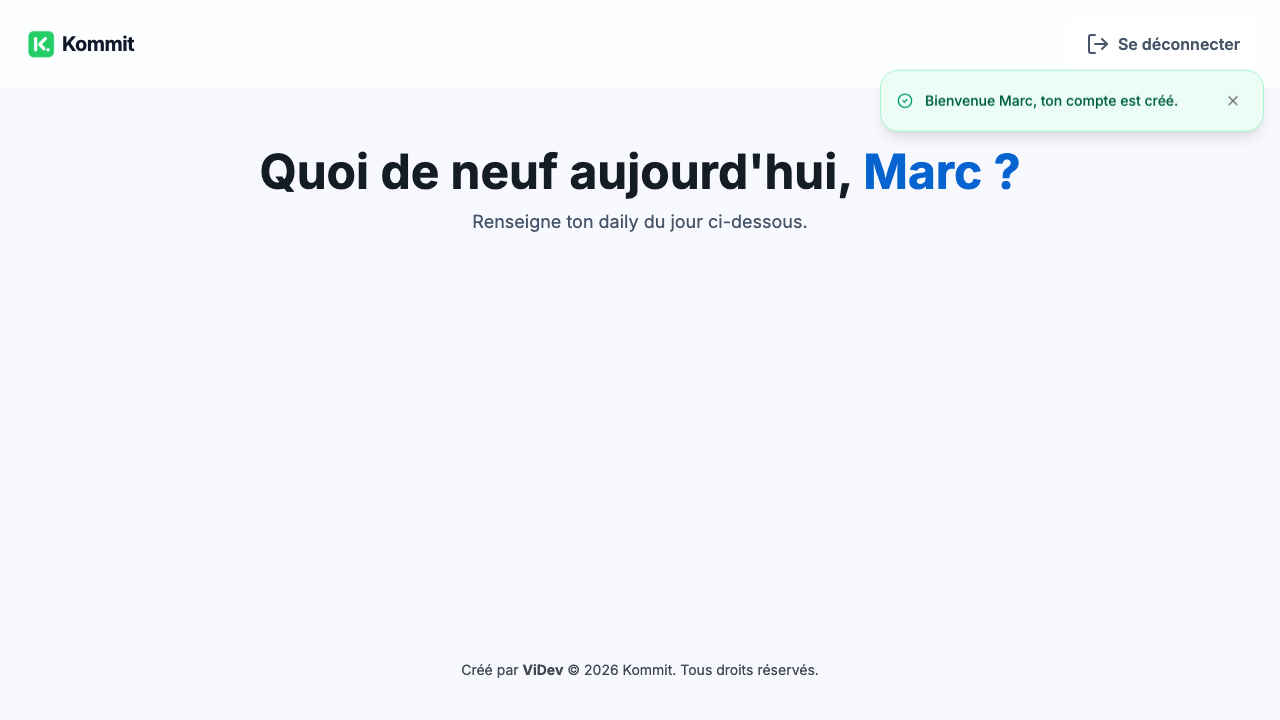 Kommit
Se déconnecter
Bienvenue Marc, ton compte est créé.
Quoi de neuf aujourd'hui, Marc ?
Renseigne ton daily du jour ci-dessous.
Créé par ViDev © 2026 Kommit. Tous droits réservés.